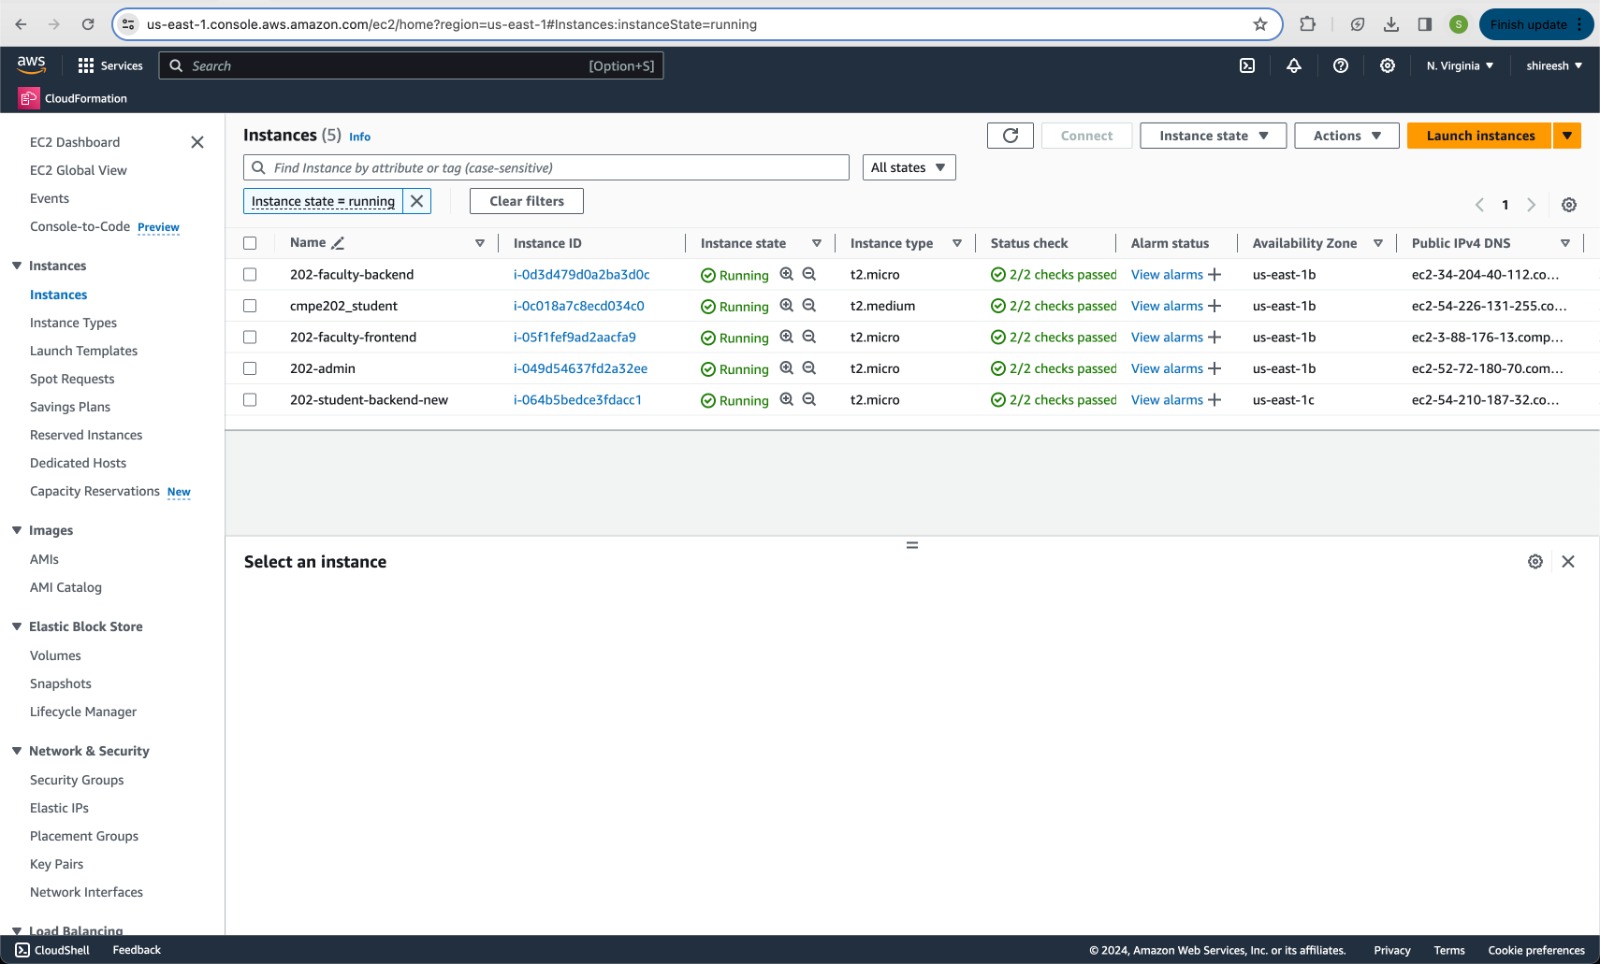 us-east-1.console.aws.amazon.com/ec2/home?region=us-east-1#Instances:instanceState=running
S
Finish update
aws
Services
Search
[Option+S]
N. Virginia
shireesh
CloudFormation
EC2 Dashboard
EC2 Global View
Events
Console-to-Code Preview
Instances
Instances
Instance Types
Launch Templates
Spot Requests
Savings Plans
Reserved Instances
Dedicated Hosts
Capacity Reservations New
Images
AMIs
AMI Catalog
Elastic Block Store
Volumes
Snapshots
Lifecycle Manager
Network & Security
Security Groups
Elastic IPs
Placement Groups
Key Pairs
Network Interfaces
Load Balancing
Instances (5) Info
Connect
Instance state
Actions
Launch instances
Find Instance by attribute or tag (case-sensitive)
All states
Instance state = running
Clear filters
1
Name Instance ID Instance state Instance type Status check Alarm status Availability Zone Public IPv4 DNS
202-faculty-backend i-0d3d479d0a2ba3d0c Running t2.micro 2/2 checks passed View alarms + us-east-1b ec2-34-204-40-112.co...
cmpe202_student i-0c018a7c8ecd034c0 Running t2.medium 2/2 checks passed View alarms + us-east-1b ec2-54-226-131-255.co...
202-faculty-frontend i-05f1fef9ad2aacfa9 Running t2.micro 2/2 checks passed View alarms + us-east-1b ec2-3-88-176-13.comp...
202-admin i-049d54637fd2a32ee Running t2.micro 2/2 checks passed View alarms + us-east-1b ec2-52-72-180-70.com...
202-student-backend-new i-064b5bedce3fdacc1 Running t2.micro 2/2 checks passed View alarms + us-east-1c ec2-54-210-187-32.co...
Select an instance
CloudShell
Feedback
© 2024, Amazon Web Services, Inc. or its affiliates.
Privacy
Terms
Cookie preferences